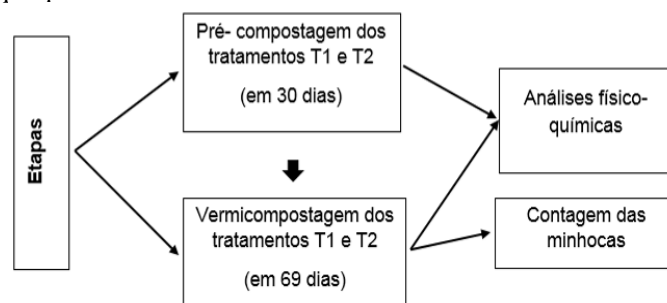 Etapas
Pré- compostagem dos
tratamentos T1 e T2
(em 30 dias)
Vermicompostagem dos
tratamentos T1 e T2
(em 69 dias)
Análises físico-
químicas
Contagem das
minhocas